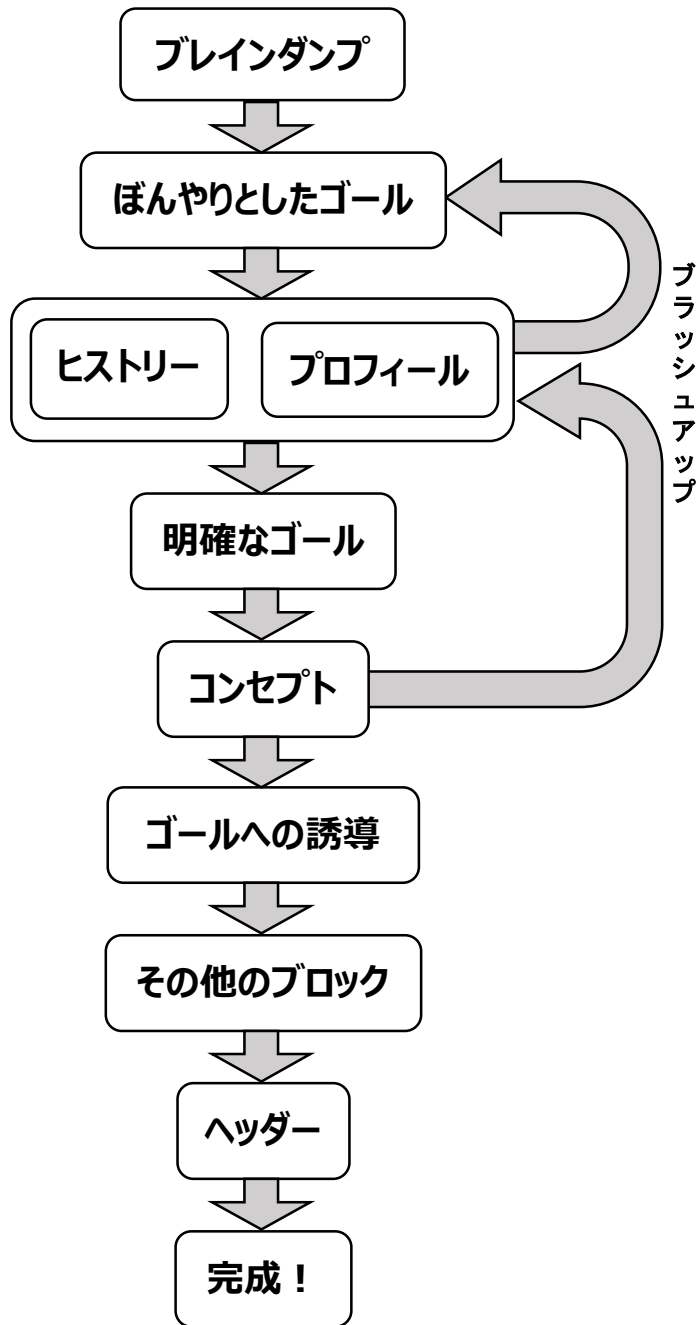 ブレインダンプ
ぼんやりとしたゴール
ヒストリー
プロフィール
ブラッシュアップ
明確なゴール
コンセプト
ゴールへの誘導
その他のブロック
ヘッダー
完成！